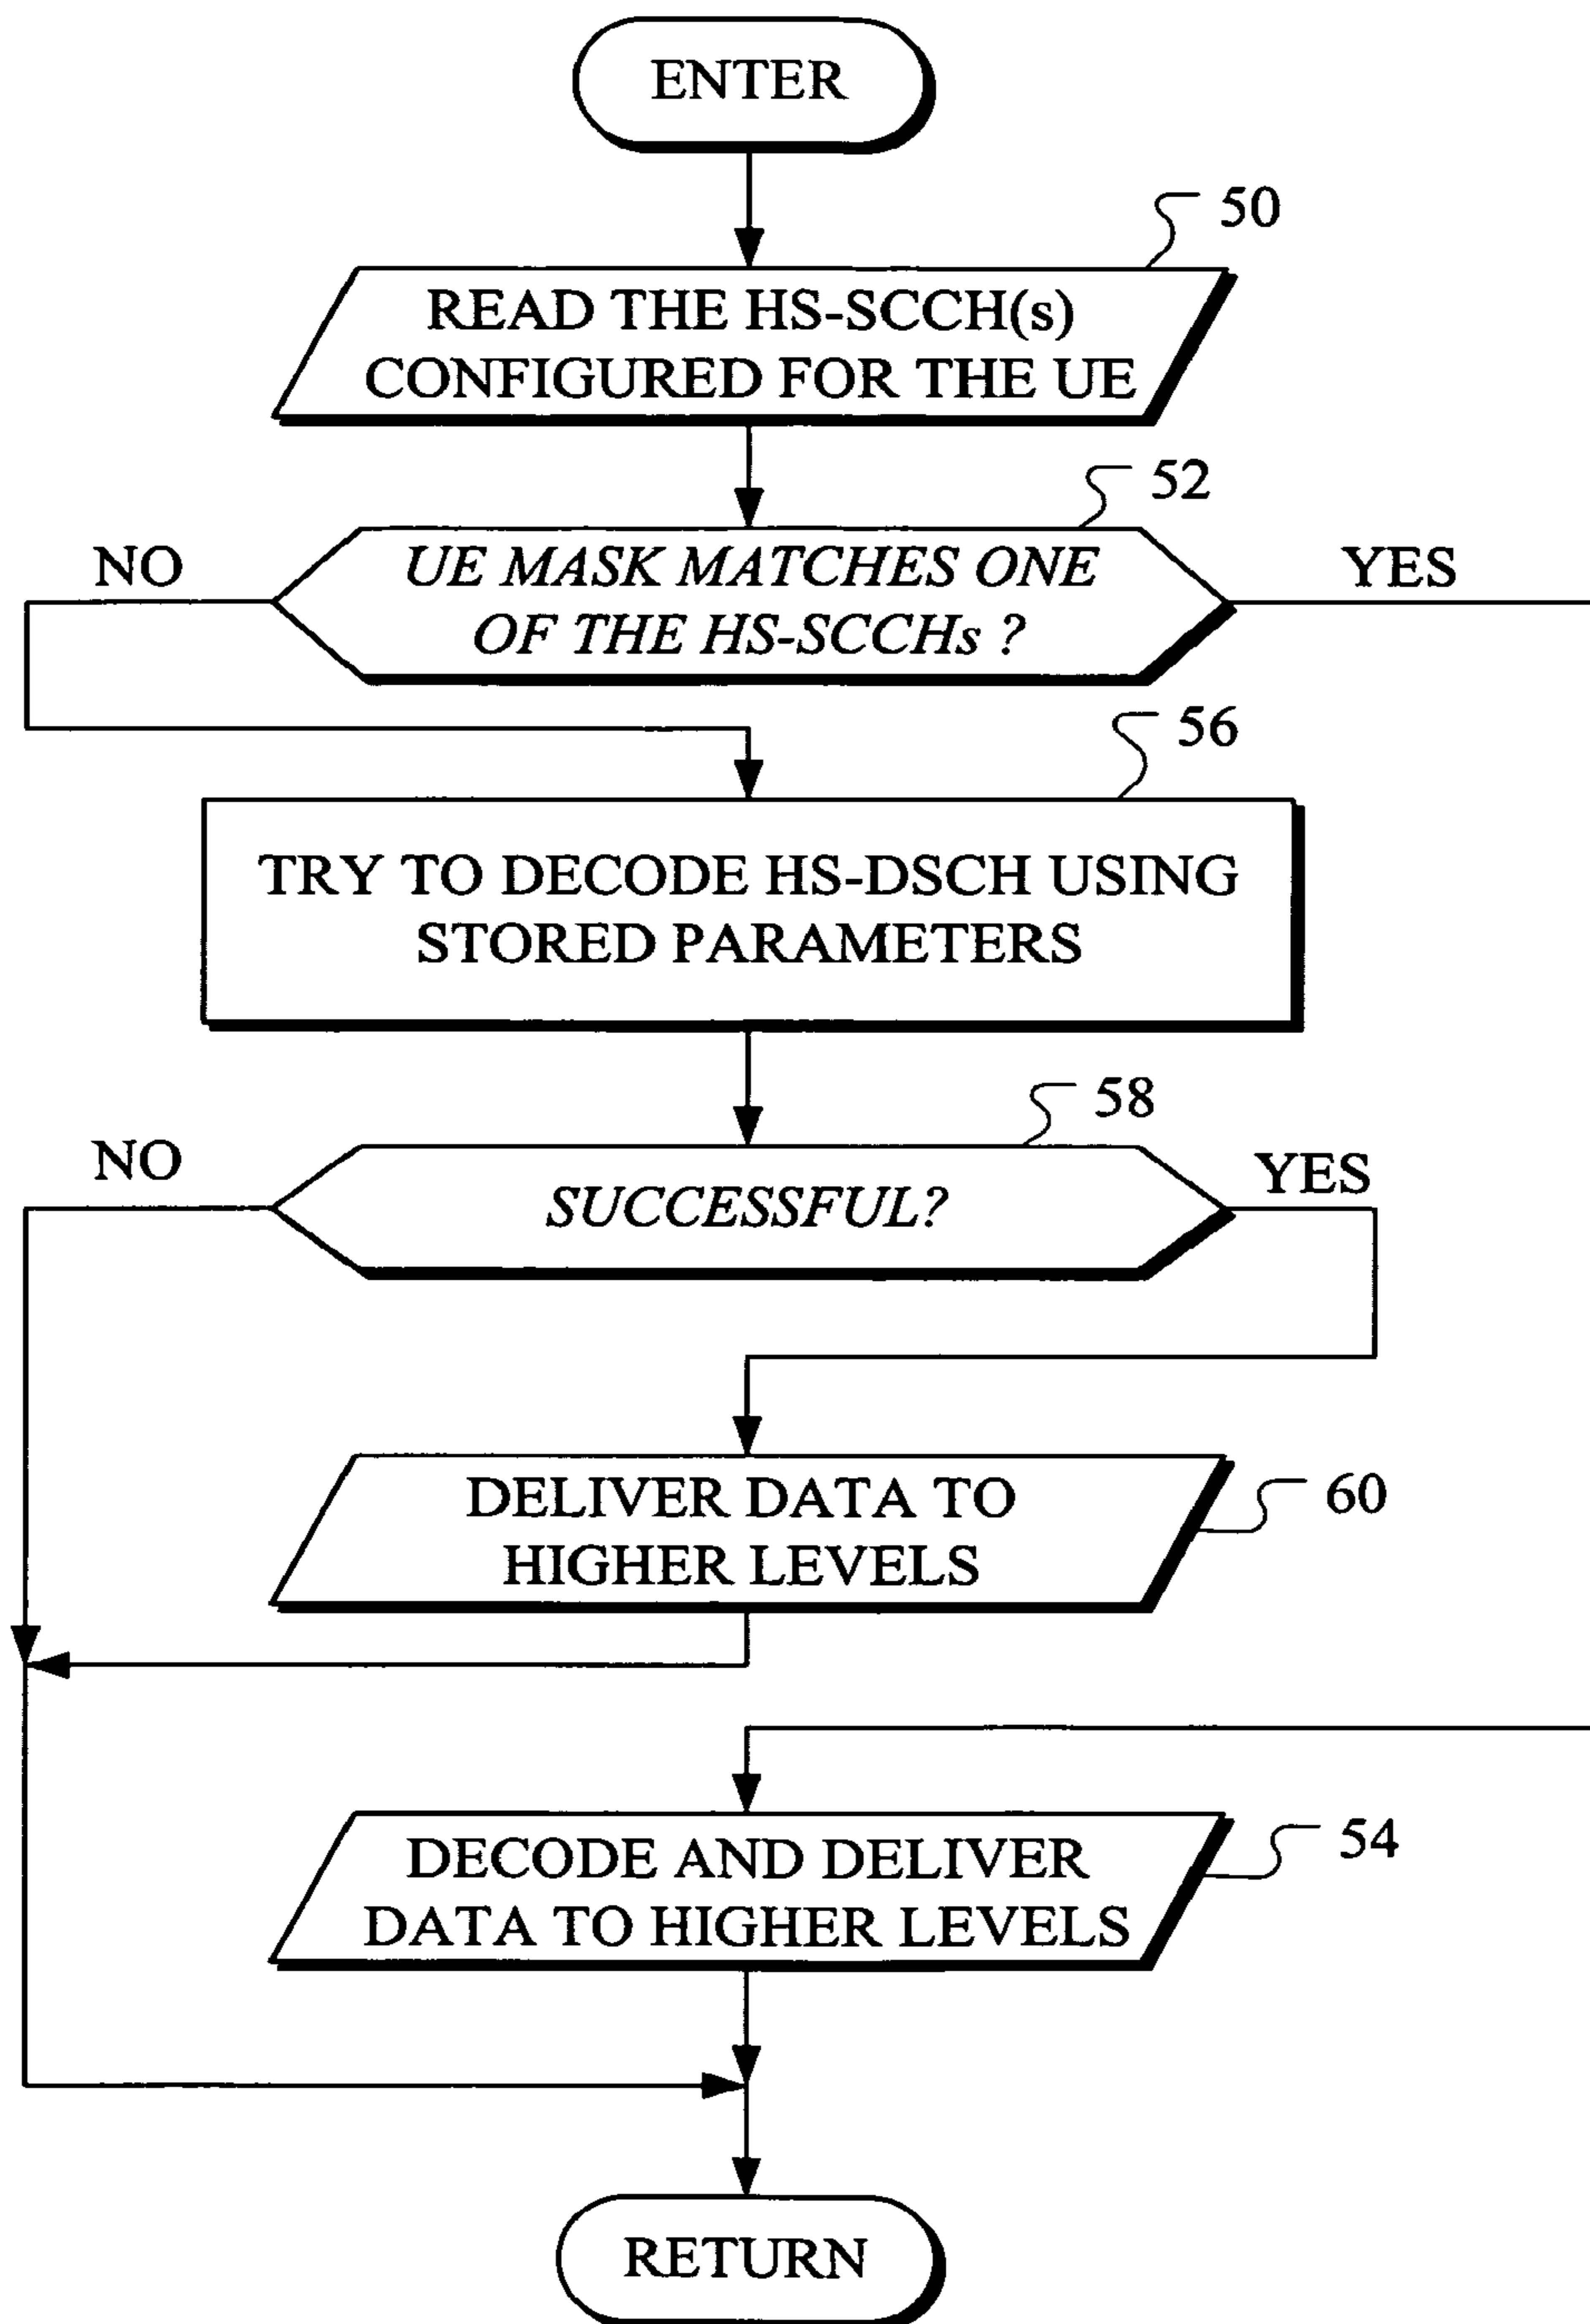 ENTER
50
READ THE HS-SCCH(s)
CONFIGURED FOR THE UE
52
NO
UE MASK MATCHES ONE
OF THE HS-SCCHs ?
YES
56
TRY TO DECODE HS-DSCH USING
STORED PARAMETERS
58
NO
SUCCESSFUL?
YES
DELIVER DATA TO
HIGHER LEVELS
60
DECODE AND DELIVER
DATA TO HIGHER LEVELS
54
RETURN